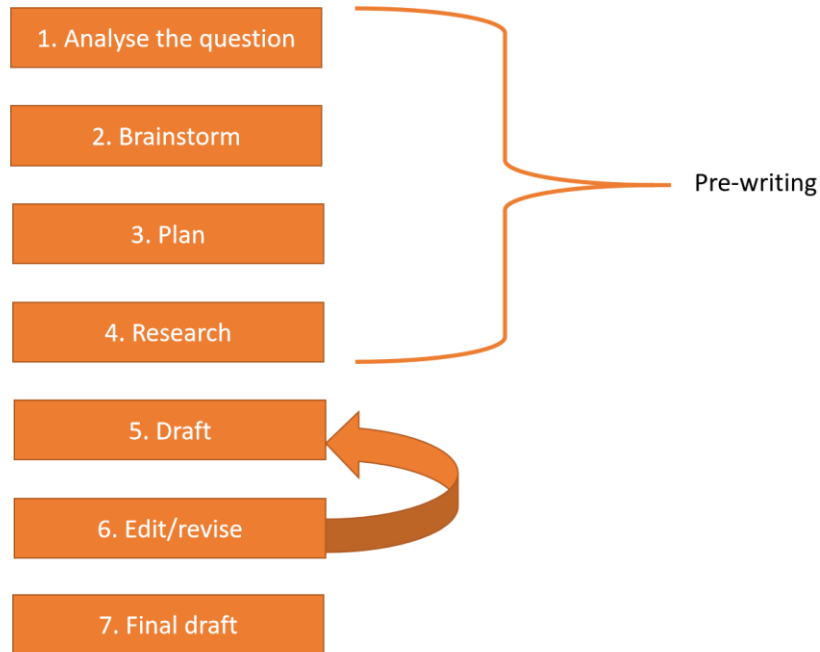 1. Analyse the question
2. Brainstorm
3. Plan
4. Research
Pre-writing
5. Draft
6. Edit/revise
7. Final draft